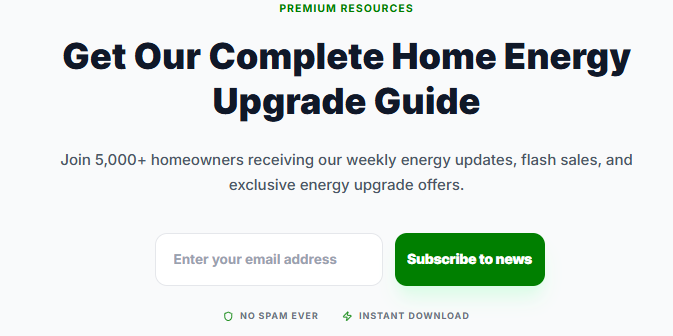 PREMIUM RESOURCES
Get Our Complete Home Energy
Upgrade Guide
Join 5,000+ homeowners receiving our weekly energy updates, flash sales, and
exclusive energy upgrade offers.
Enter your email address
Subscribe to news
NO SPAM EVER
INSTANT DOWNLOAD